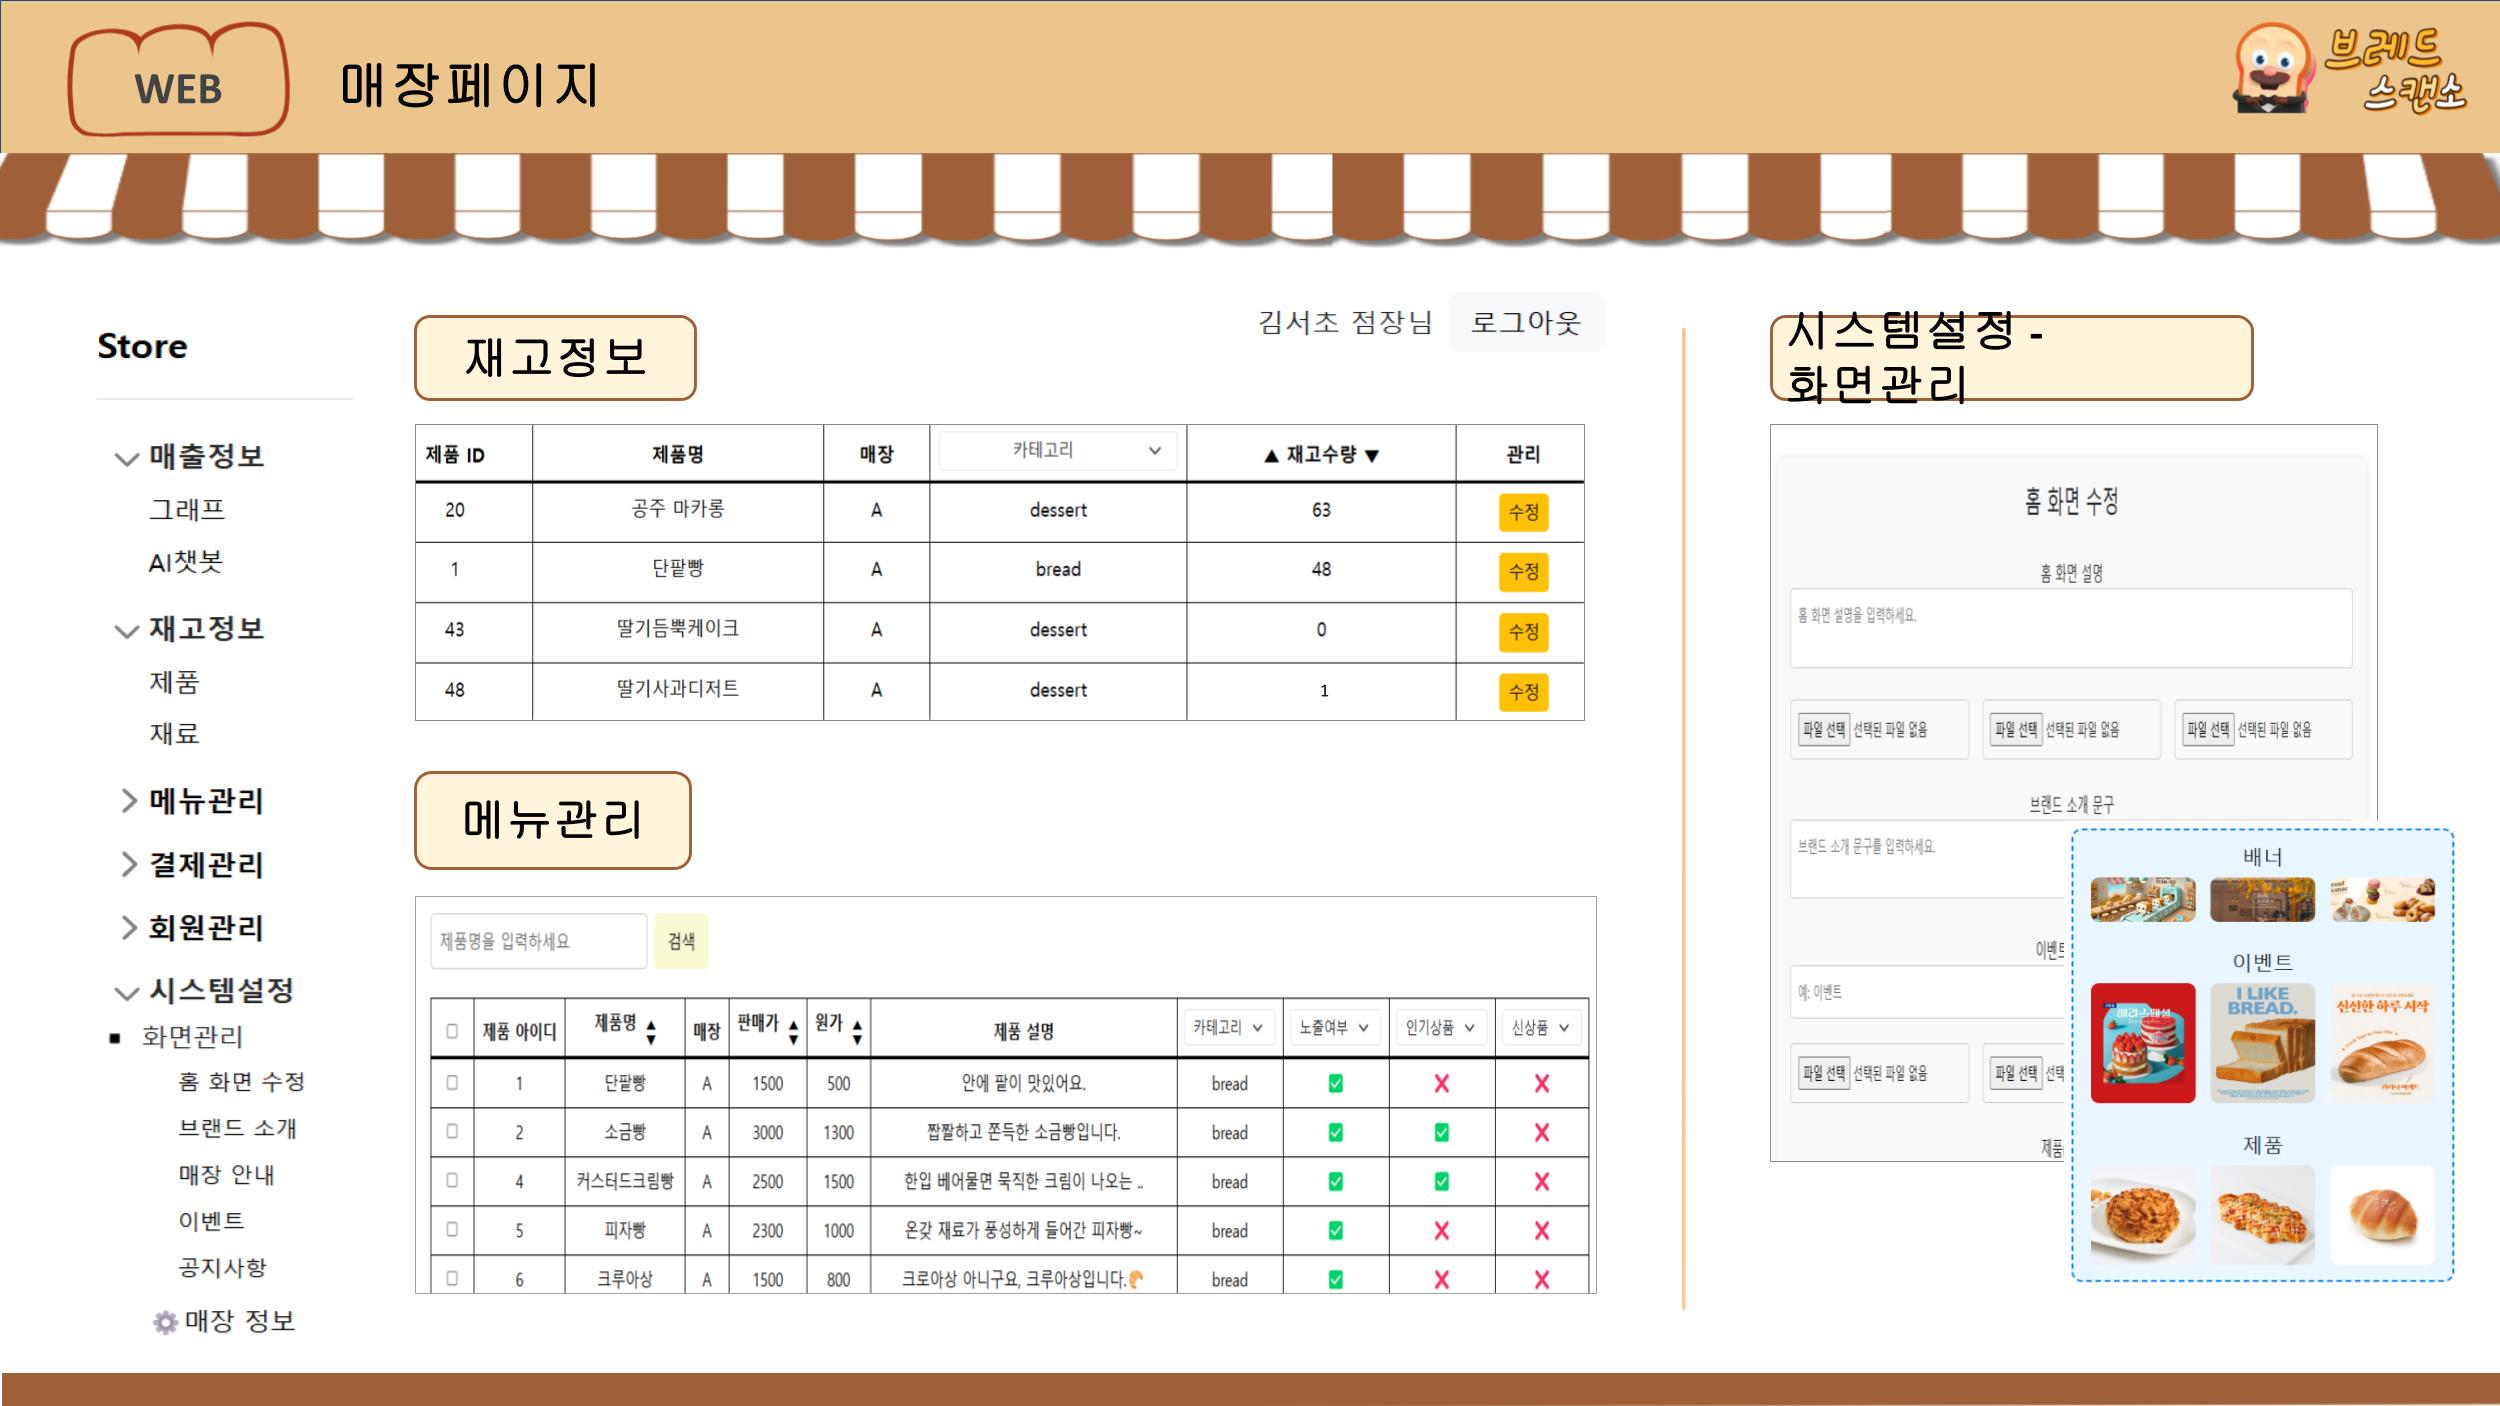 WEB
매장페이지
브레드
스캔소
Store
매출정보
그래프
AI챗봇
재고정보
제품
재료
메뉴관리
결제관리
회원관리
시스템설정
화면관리
홈 화면 수정
브랜드 소개
매장 안내
이벤트
공지사항
매장 정보
김서초 점장님 로그아웃
재고정보
제품 ID 제품명 매장 카테고리 ▲ 재고수량 ▼ 관리
20 공주 마카롱 A dessert 63 수정
1 단팥빵 A bread 48 수정
43 딸기듬뿍케이크 A dessert 0 수정
48 딸기사과디저트 A dessert 1 수정
메뉴관리
제품명을 입력하세요 검색
제품 아이디 제품명 ▲▼ 매장 판매가 ▲▼ 원가 ▲▼ 제품 설명 카테고리 노출여부 인기상품 신상품
1 단팥빵 A 1500 500 안에 팥이 맛있어요. bread ✅ ❌ ❌
2 소금빵 A 3000 1300 짭짤하고 쫀득한 소금빵입니다. bread ✅ ✅ ❌
4 커스터드크림빵 A 2500 1500 한입 베어물면 묵직한 크림이 나오는 .. bread ✅ ✅ ❌
5 피자빵 A 2300 1000 온갖 재료가 풍성하게 들어간 피자빵~ bread ✅ ❌ ❌
6 크루아상 A 1500 800 크로아상 아니구요, 크루아상입니다.🥐 bread ✅ ❌ ❌
시스템설정 -
화면관리
홈 화면 수정
홈 화면 설명
홈 화면 설명을 입력하세요.
파일 선택 선택된 파일 없음 파일 선택 선택된 파일 없음 파일 선택 선택된 파일 없음
브랜드 소개 문구
브랜드 소개 문구를 입력하세요.
이벤트
예: 이벤트
파일 선택 선택된 파일 없음 파일 선택 선택
제품
배너
이벤트
I LIKE
BREAD.
신선한 하루 시작
제품